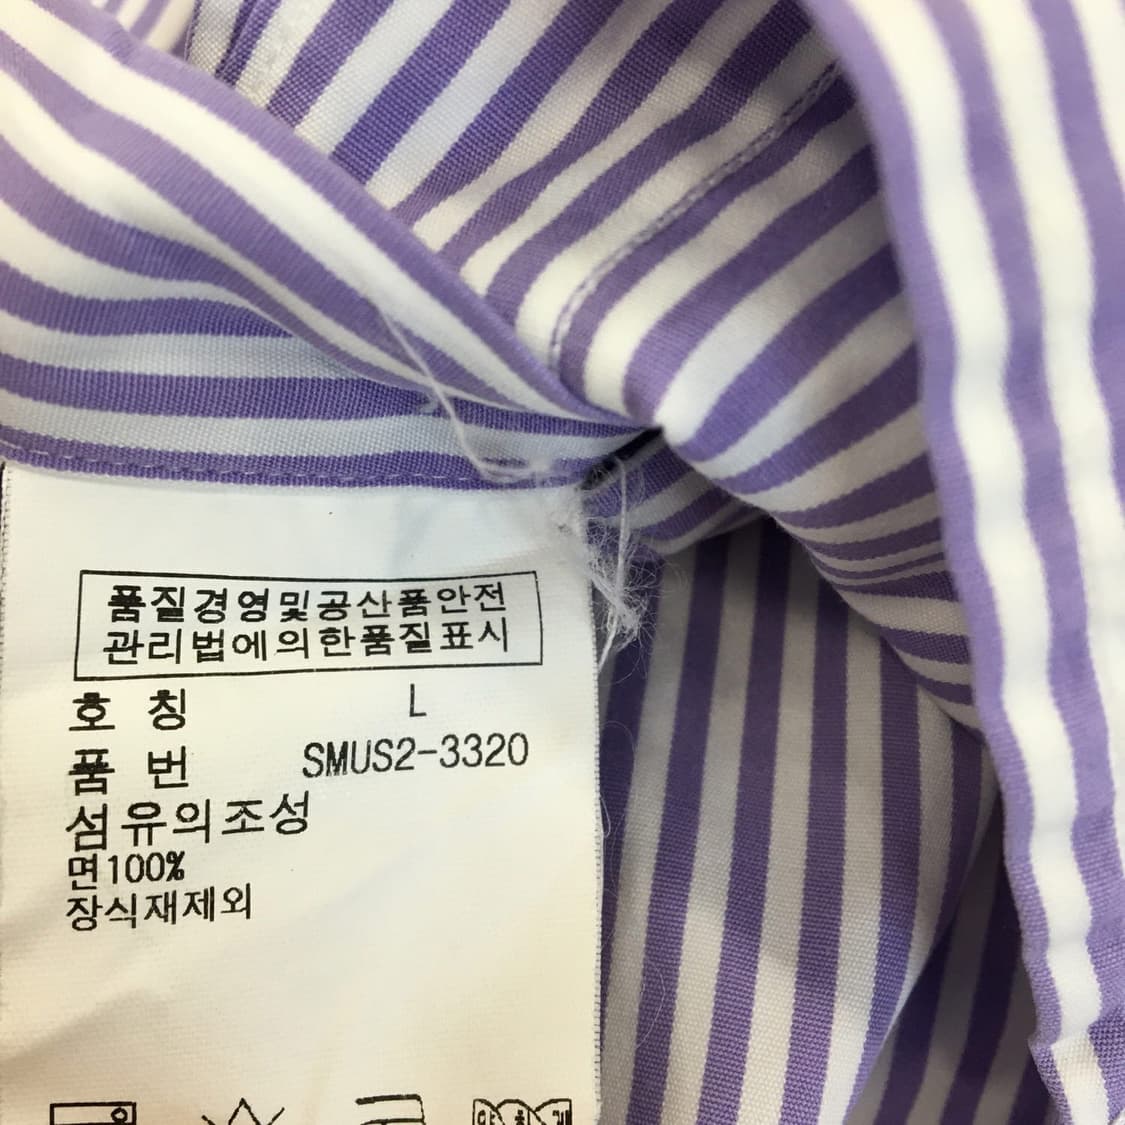 품질경영및공산품안전
관리법에의한품질표시
호 칭 L
품 번 SMUS2-3320
섬유의조성
면100%
장식재제외